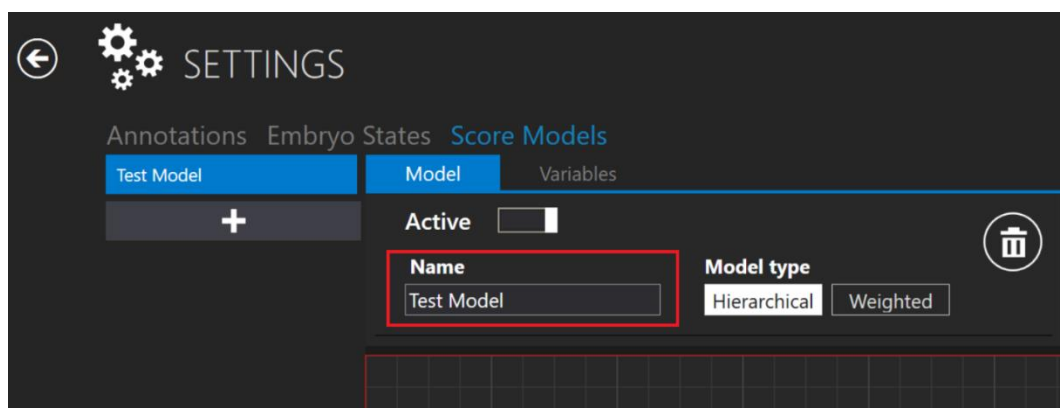 SETTINGS
Annotations Embryo States Score Models
Test Model
Model Variables
Active
Name
Test Model
Model type
Hierarchical Weighted